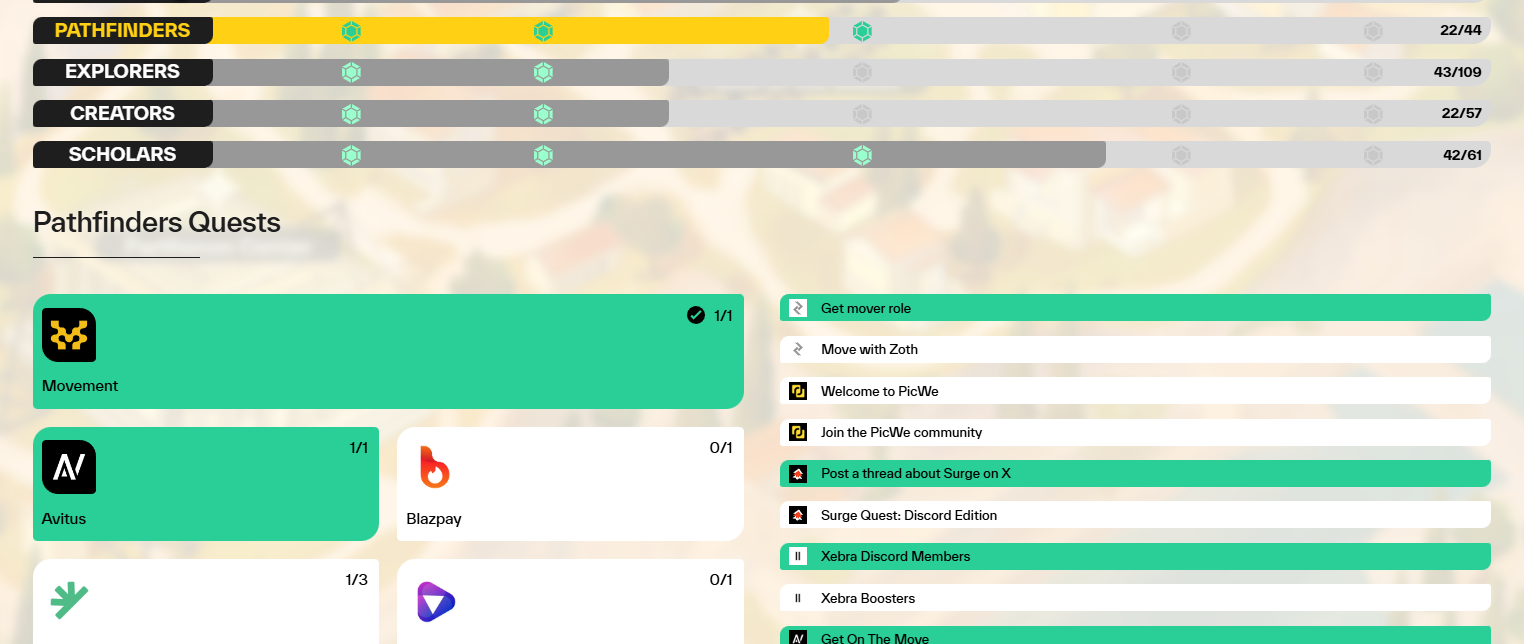 PATHFINDERS 22/44
EXPLORERS 43/109
CREATORS 22/57
SCHOLARS 42/61
Pathfinders Quests
1/1
Movement
1/1
Avitus
0/1
Blazpay
1/3
0/1
Get mover role
Move with Zoth
Welcome to PicWe
Join the PicWe community
Post a thread about Surge on X
Surge Quest: Discord Edition
Xebra Discord Members
Xebra Boosters
Get On The Move